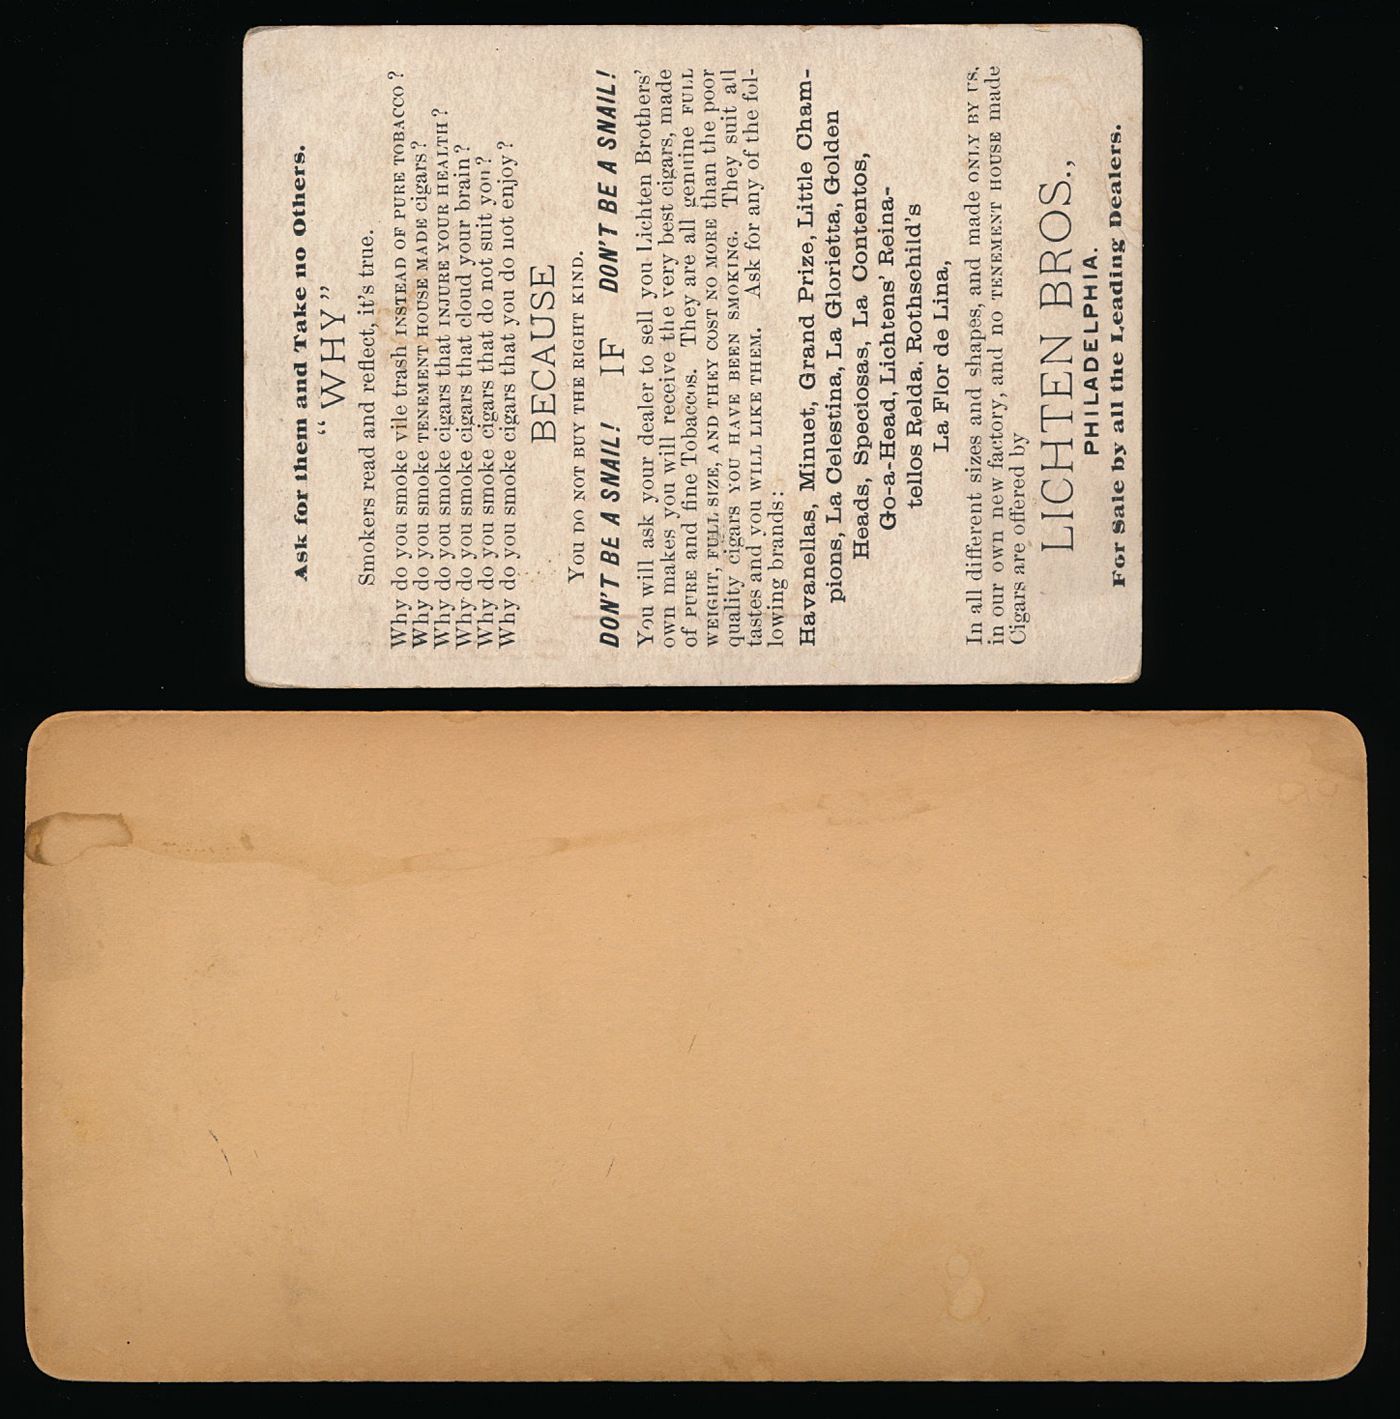 Ask for them and Take no Others.
“WHY”
Smokers read and reflect, it's true.
Why do you smoke vile trash INSTEAD OF PURE TOBACCO?
Why do you smoke TENEMENT HOUSE MADE cigars?
Why do you smoke cigars that INJURE YOUR HEALTH?
Why do you smoke cigars that cloud your brain?
Why do you smoke cigars that do not suit you?
Why do you smoke cigars that you do not enjoy?
BECAUSE
YOU DO NOT BUY THE RIGHT KIND.
DON'T BE A SNAIL! IF DON'T BE A SNAIL!
You will ask your dealer to sell you Lichten Brothers'
own makes you will receive the very best cigars, made
of PURE and fine Tobaccos. They are all genuine FULL
WEIGHT, FULL SIZE, AND THEY COST NO MORE than the poor
quality cigars YOU HAVE BEEN SMOKING. They suit all
tastes and you WILL LIKE THEM. Ask for any of the fol-
lowing brands:
Havanellas, Minuet, Grand Prize, Little Cham-
pions, La Celestina, La Glorietta, Golden
Heads, Speciosas, La Contentos,
Go-a-Head, Lichtens' Reina-
tellos Relda, Rothschild's
La Flor de Lina,
In all different sizes and shapes, and made ONLY BY US,
in our own new factory, and no TENEMENT HOUSE made
Cigars are offered by
LICHTEN BROS.,
PHILADELPHIA.
For Sale by all the Leading Dealers.